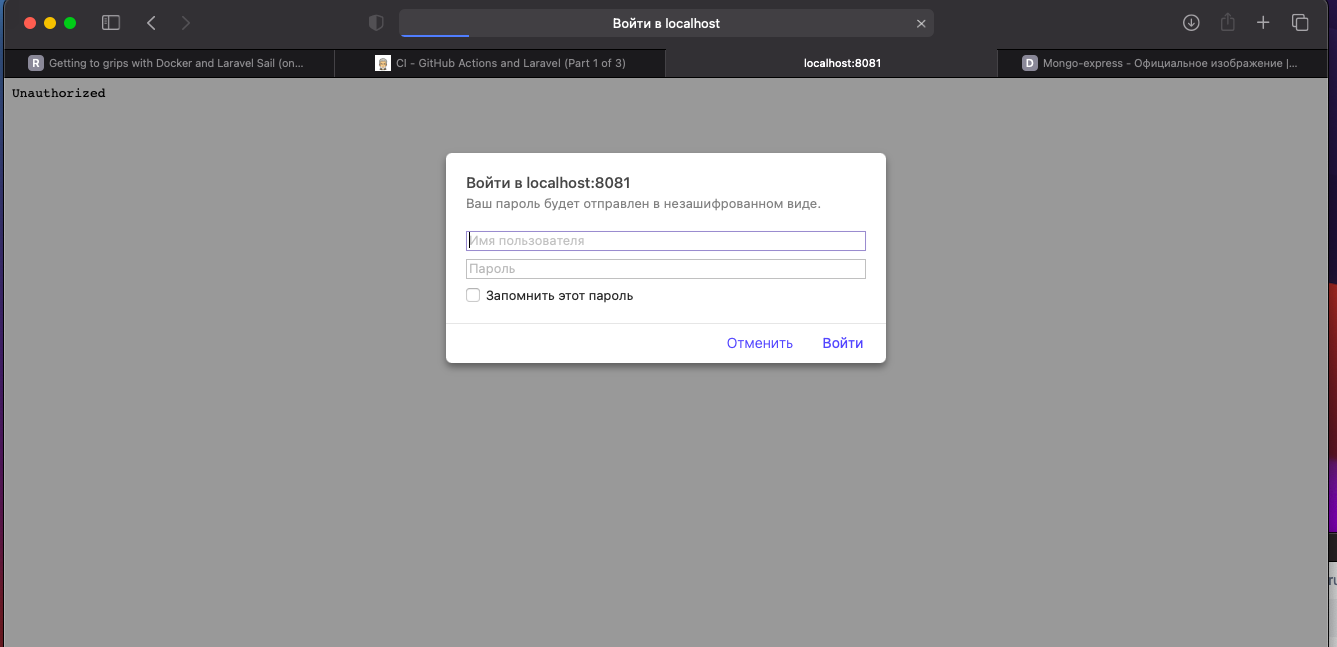 Войти в localhost
R Getting to grips with Docker and Laravel Sail (on...
CI - GitHub Actions and Laravel (Part 1 of 3)
localhost:8081
D Mongo-express - Официальное изображение |...
Unauthorized
Войти в localhost:8081
Ваш пароль будет отправлен в незашифрованном виде.
Имя пользователя
Пароль
Запомнить этот пароль
Отменить
Войти